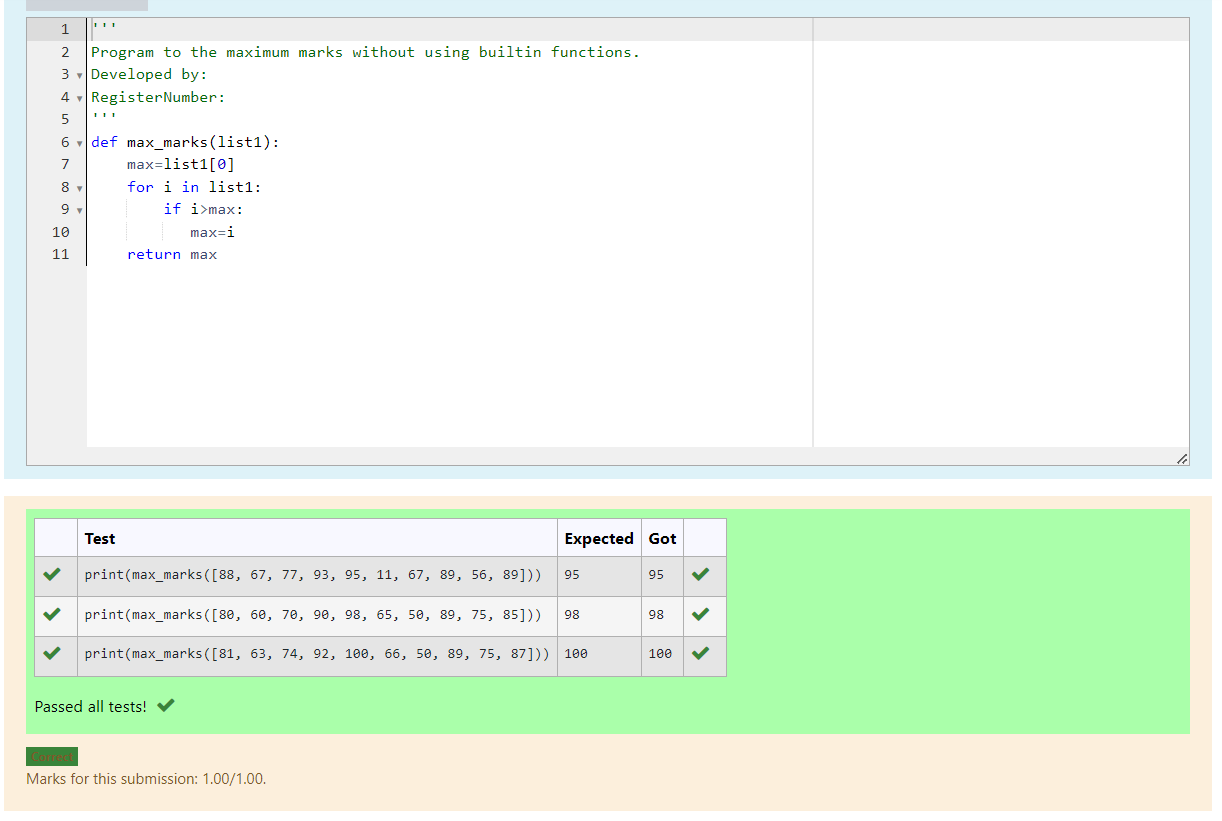 1 '''
2 Program to the maximum marks without using builtin functions.
3 Developed by:
4 RegisterNumber:
5 '''
6 def max_marks(list1):
7     max=list1[0]
8     for i in list1:
9         if i>max:
10            max=i
11     return max
Test Expected Got
print(max_marks([88, 67, 77, 93, 95, 11, 67, 89, 56, 89])) 95 95
print(max_marks([80, 60, 70, 90, 98, 65, 50, 89, 75, 85])) 98 98
print(max_marks([81, 63, 74, 92, 100, 66, 50, 89, 75, 87])) 100 100
Passed all tests!
Correct
Marks for this submission: 1.00/1.00.